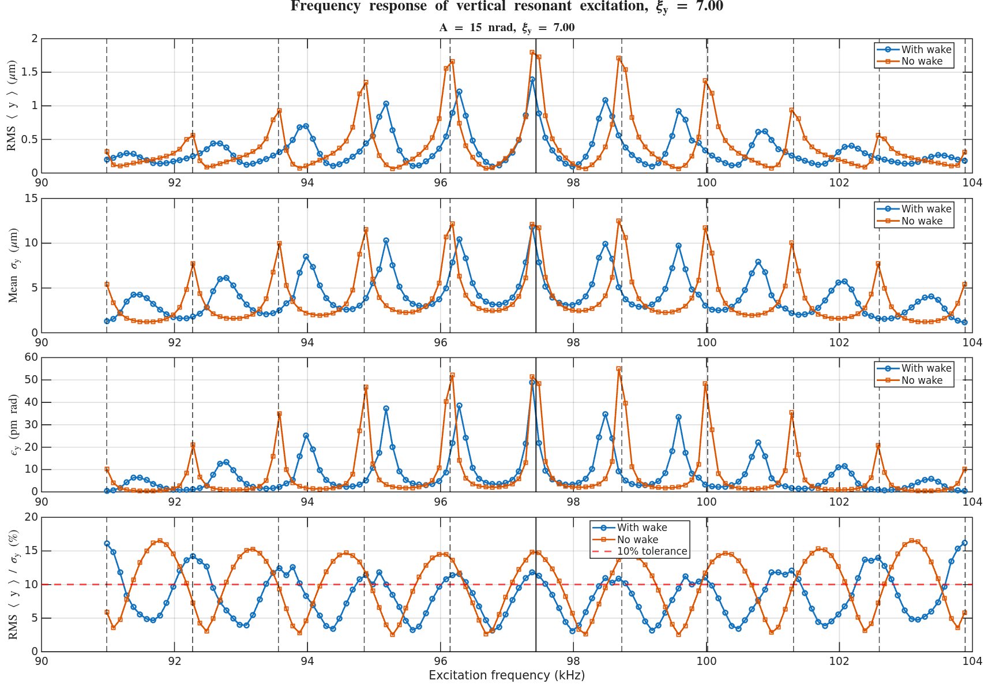 Frequency response of vertical resonant excitation, ξy = 7.00
A = 15 nrad, ξy = 7.00
RMS ⟨ y ⟩ (μm)
2
1.5
1
0.5
0
With wake
No wake
90 92 94 96 98 100 102 104
Mean σy (μm)
15
10
5
0
With wake
No wake
90 92 94 96 98 100 102 104
ϵy (pm rad)
60
50
40
30
20
10
0
With wake
No wake
90 92 94 96 98 100 102 104
RMS ⟨ y ⟩ / σy (%)
20
15
10
5
0
With wake
No wake
10% tolerance
90 92 94 96 98 100 102 104
Excitation frequency (kHz)